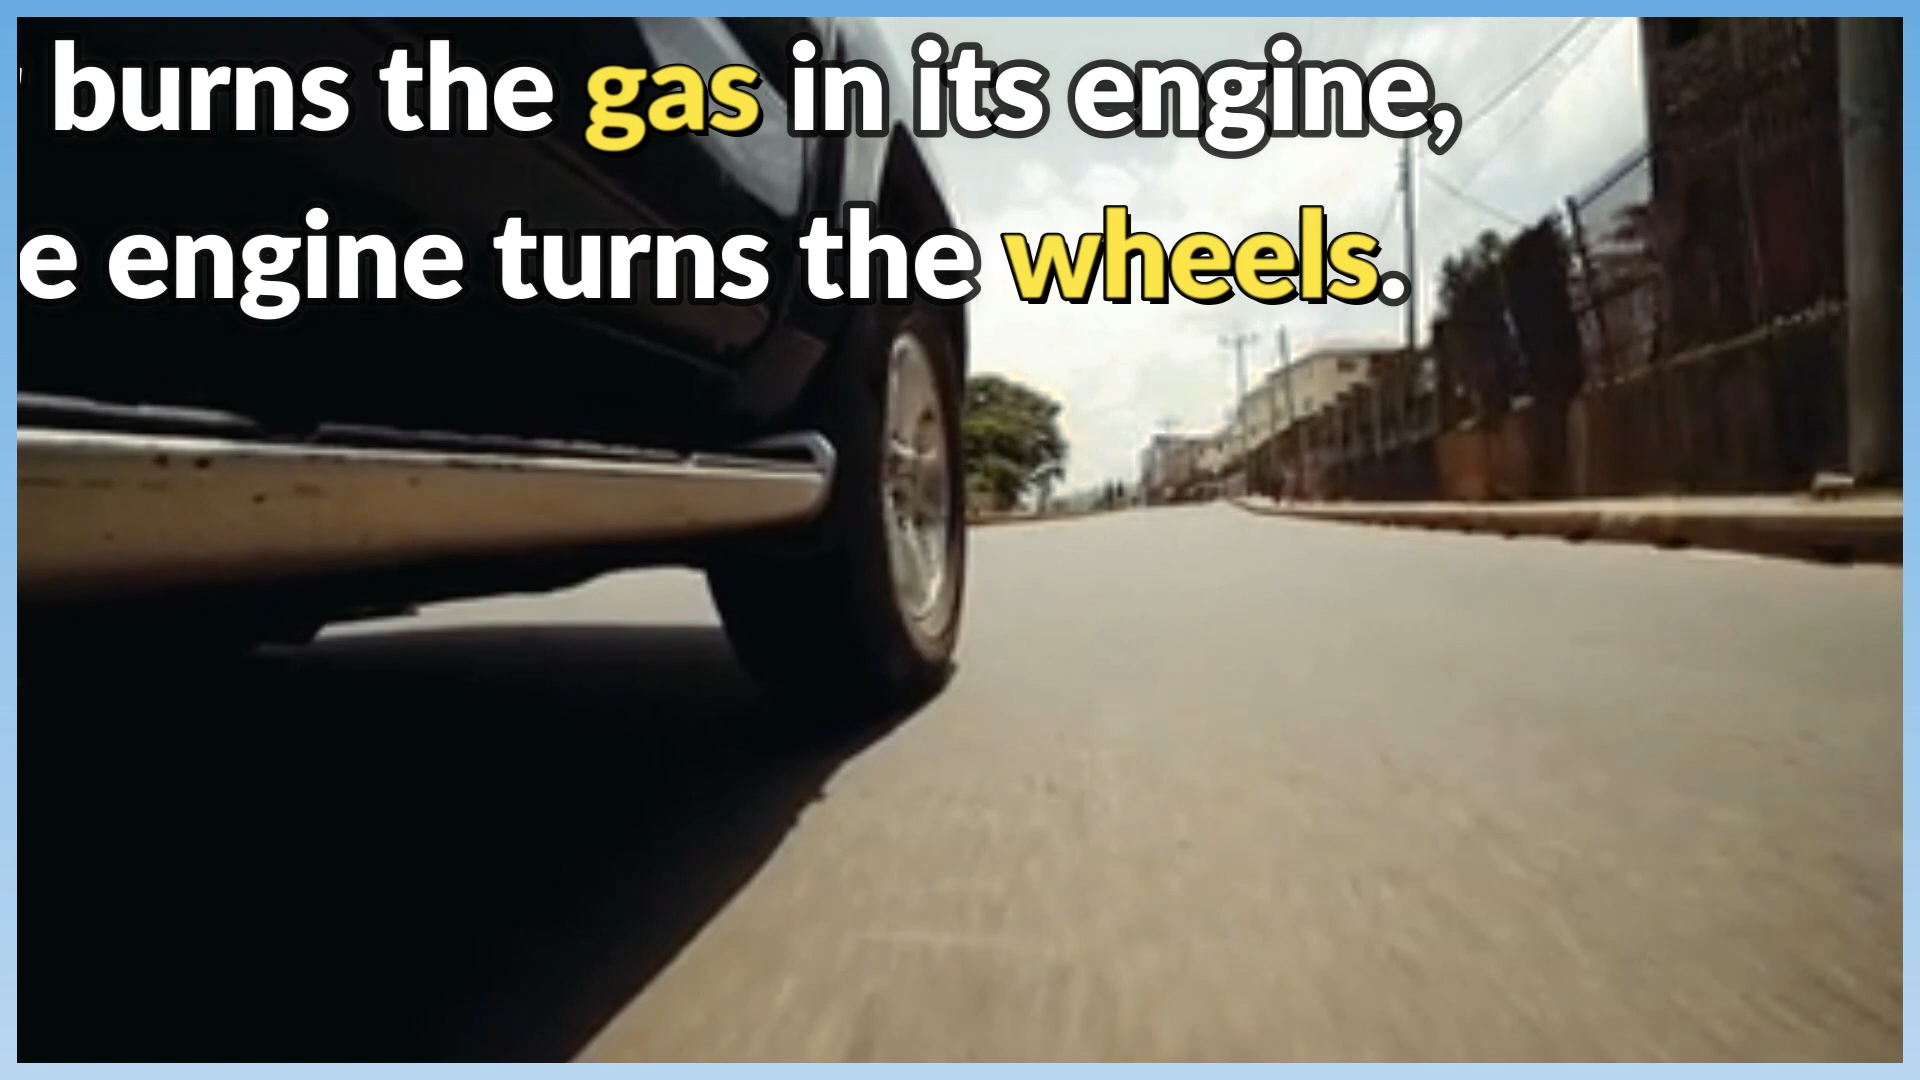 burns the gas in its engine,
e engine turns the wheels.